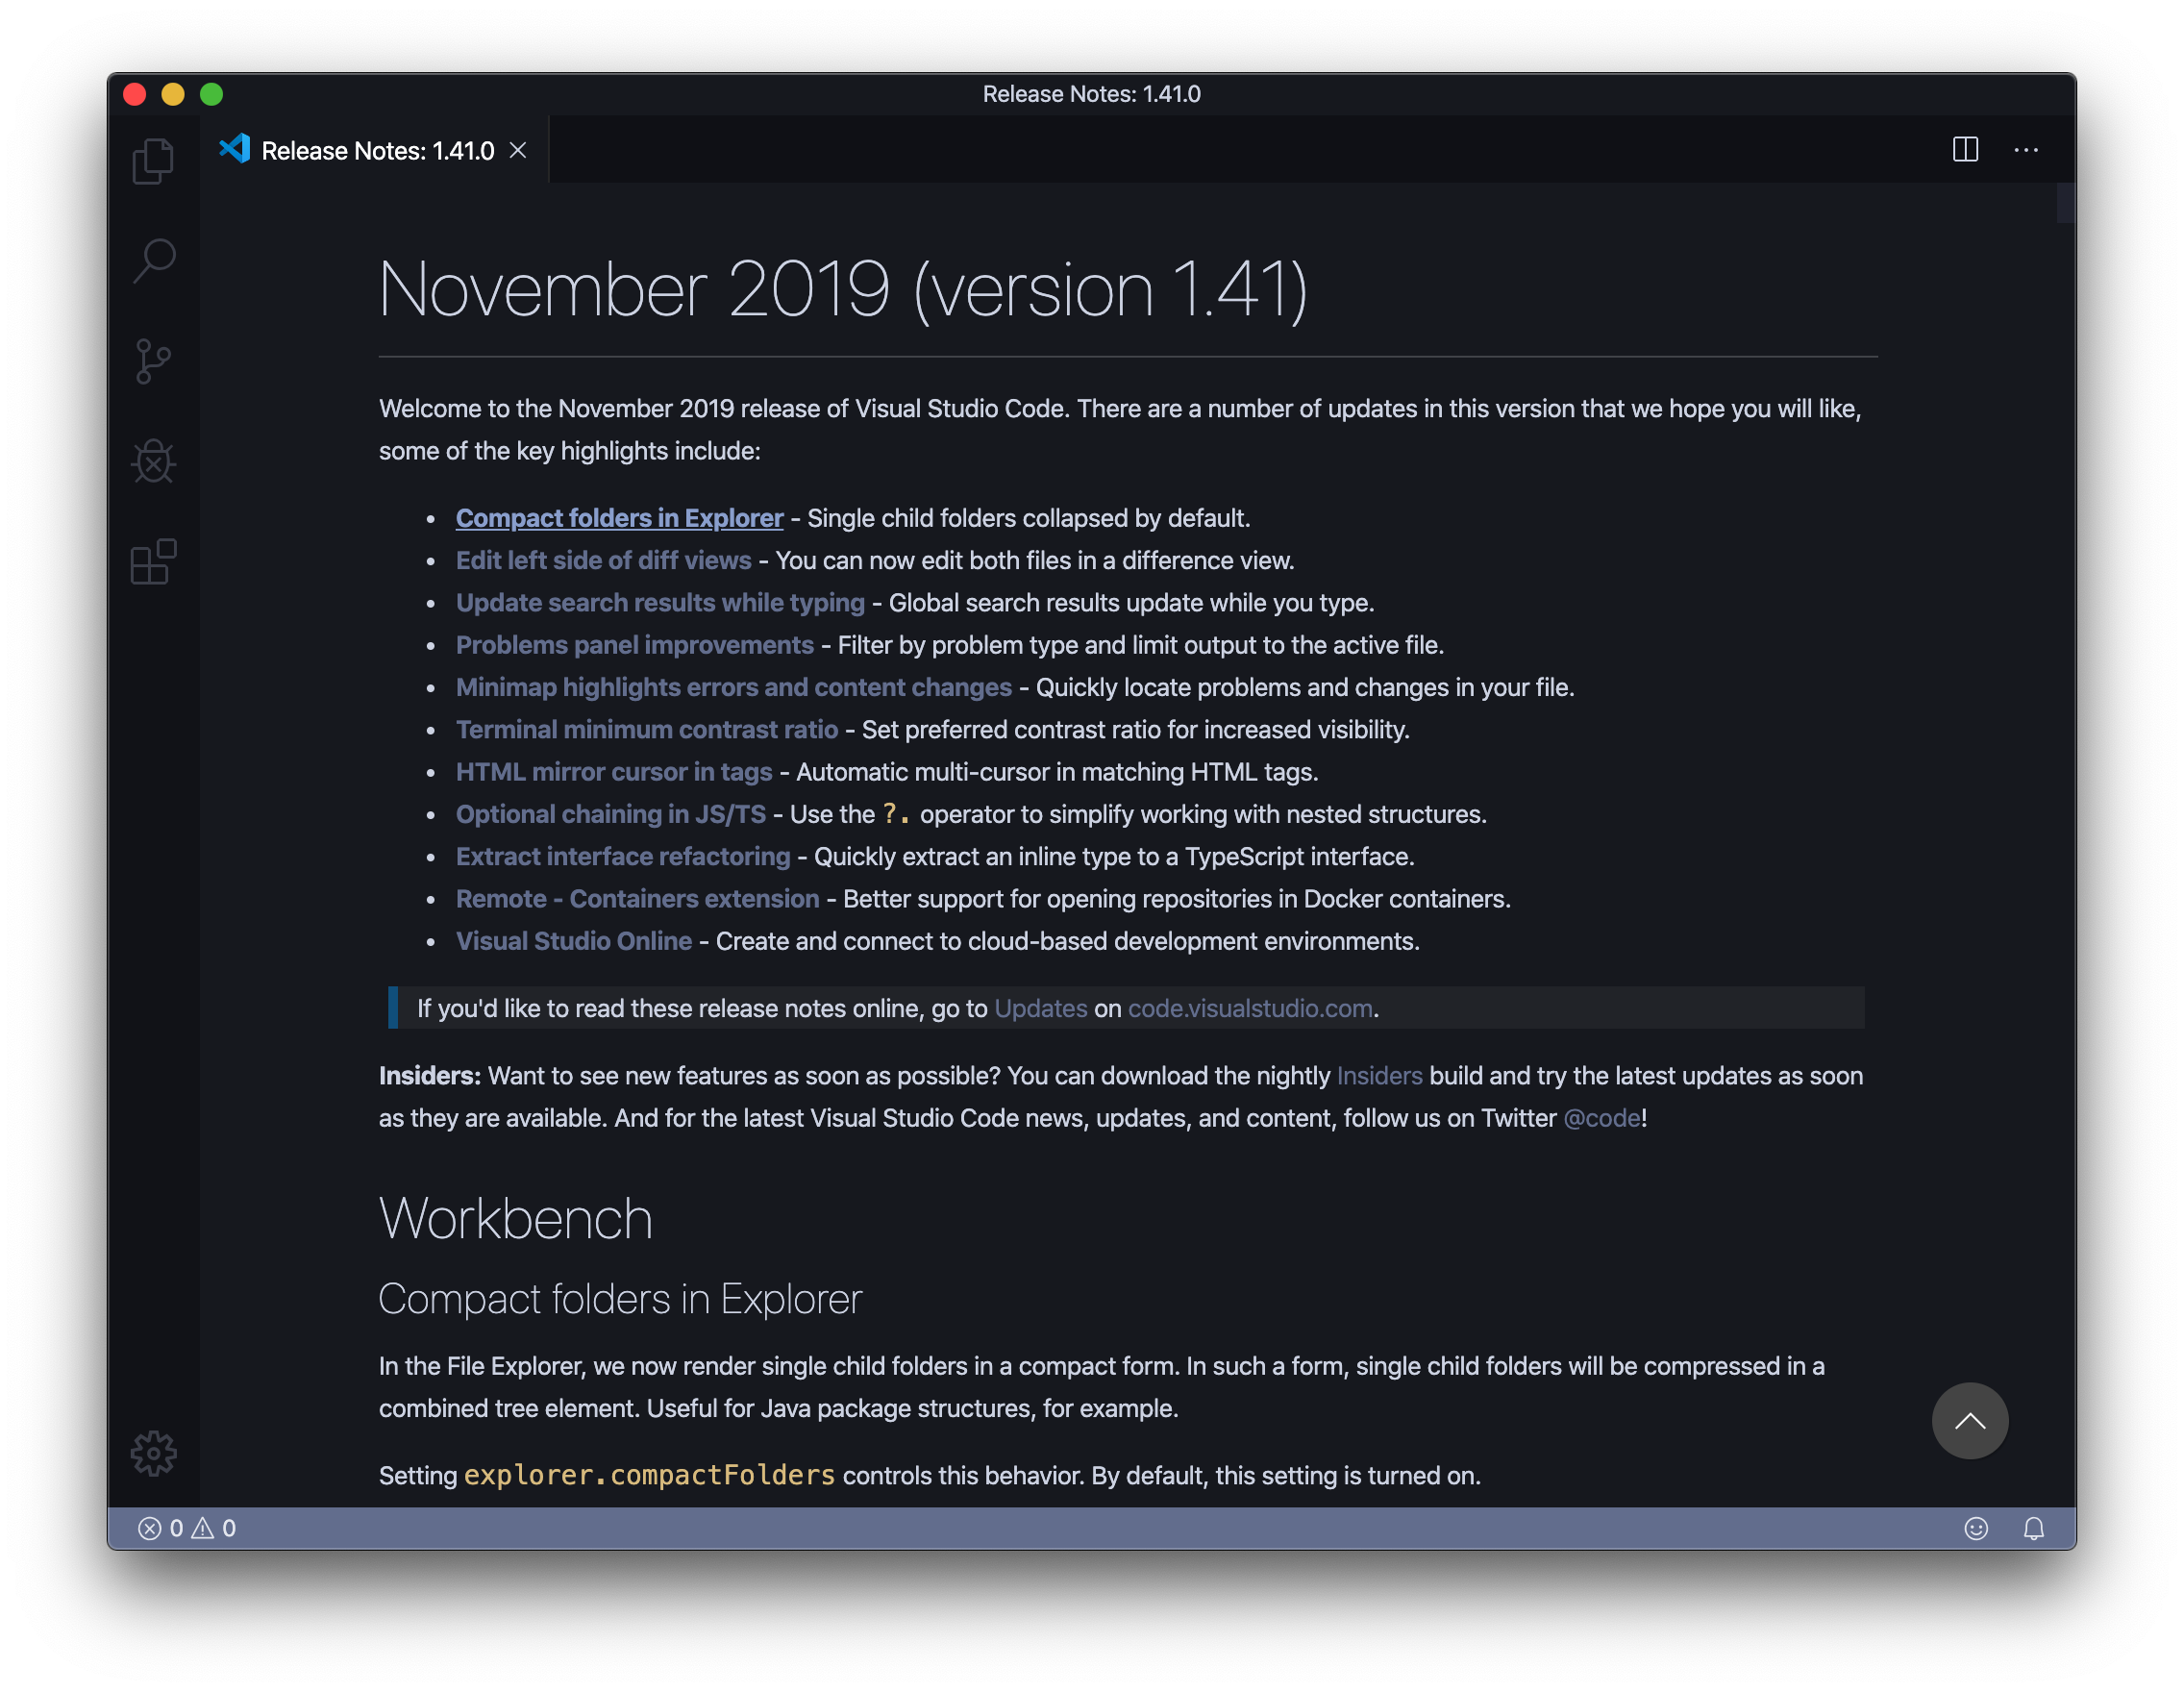 Release Notes: 1.41.0
Release Notes: 1.41.0
November 2019 (version 1.41)
Welcome to the November 2019 release of Visual Studio Code. There are a number of updates in this version that we hope you will like,
some of the key highlights include:
• Compact folders in Explorer - Single child folders collapsed by default.
• Edit left side of diff views - You can now edit both files in a difference view.
• Update search results while typing - Global search results update while you type.
• Problems panel improvements - Filter by problem type and limit output to the active file.
• Minimap highlights errors and content changes - Quickly locate problems and changes in your file.
• Terminal minimum contrast ratio - Set preferred contrast ratio for increased visibility.
• HTML mirror cursor in tags - Automatic multi-cursor in matching HTML tags.
• Optional chaining in JS/TS - Use the ?. operator to simplify working with nested structures.
• Extract interface refactoring - Quickly extract an inline type to a TypeScript interface.
• Remote - Containers extension - Better support for opening repositories in Docker containers.
• Visual Studio Online - Create and connect to cloud-based development environments.
If you'd like to read these release notes online, go to Updates on code.visualstudio.com.
Insiders: Want to see new features as soon as possible? You can download the nightly Insiders build and try the latest updates as soon
as they are available. And for the latest Visual Studio Code news, updates, and content, follow us on Twitter @code!
Workbench
Compact folders in Explorer
In the File Explorer, we now render single child folders in a compact form. In such a form, single child folders will be compressed in a
combined tree element. Useful for Java package structures, for example.
Setting explorer.compactFolders controls this behavior. By default, this setting is turned on.
0 0